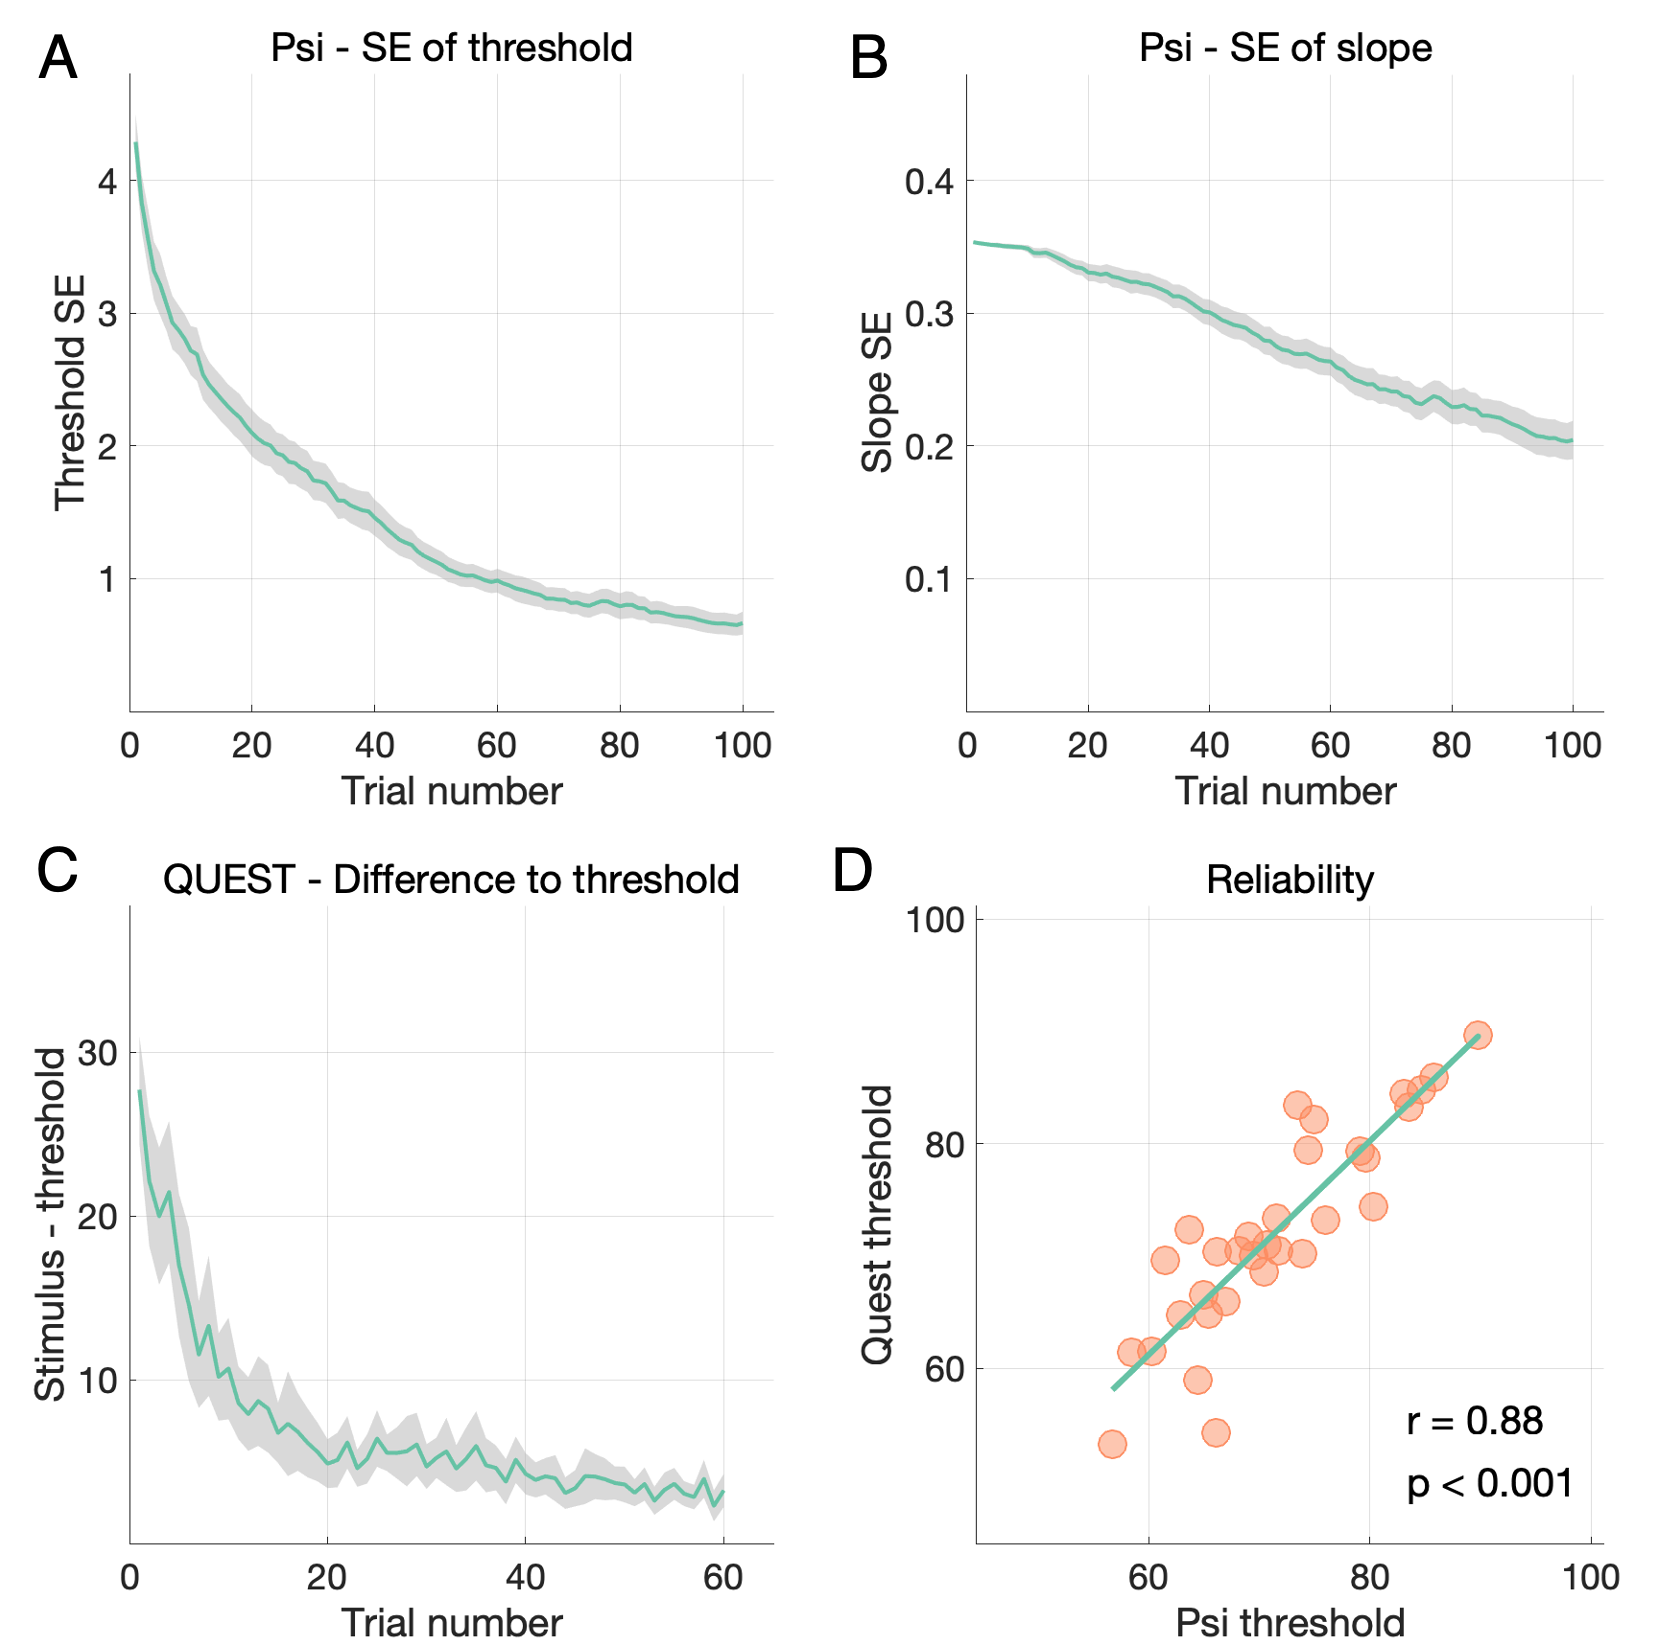 A
Psi - SE of threshold
Threshold SE
4
3
2
1
0 20 40 60 80 100
Trial number
B
Psi - SE of slope
Slope SE
0.4
0.3
0.2
0.1
0 20 40 60 80 100
Trial number
C
QUEST - Difference to threshold
Stimulus - threshold
30
20
10
0 20 40 60
Trial number
D
Reliability
Quest threshold
100
80
60
r = 0.88
p < 0.001
60 80 100
Psi threshold